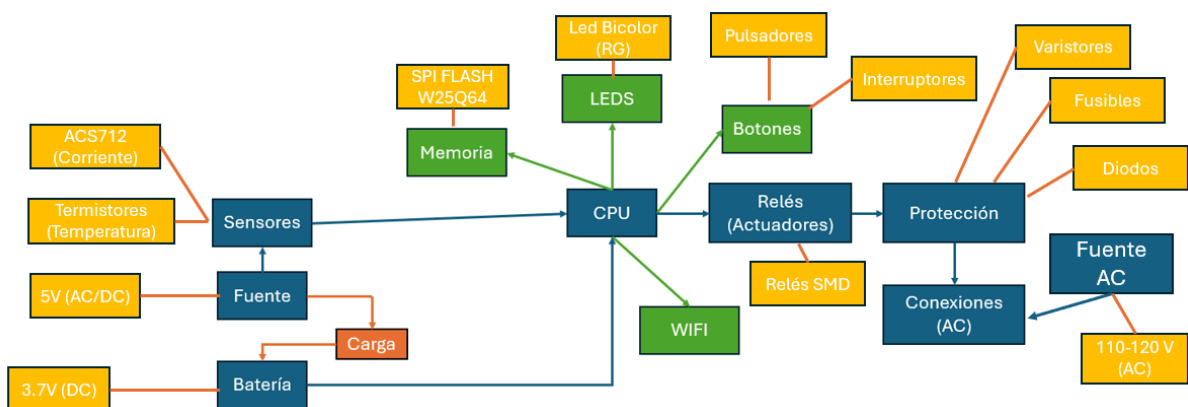 Led Bicolor
(RG)
Pulsadores
Varistores
SPI FLASH
W25Q64
LEDS
Interruptores
Fusibles
ACS712
(Corriente)
Memoria
Botones
Diodos
Termistores
(Temperatura)
Sensores
CPU
Relés
(Actuadores)
Protección
5V (AC/DC)
Fuente
Relés SMD
Conexiones
(AC)
Fuente
AC
Carga
WIFI
110-120 V
(AC)
3.7V (DC)
Batería